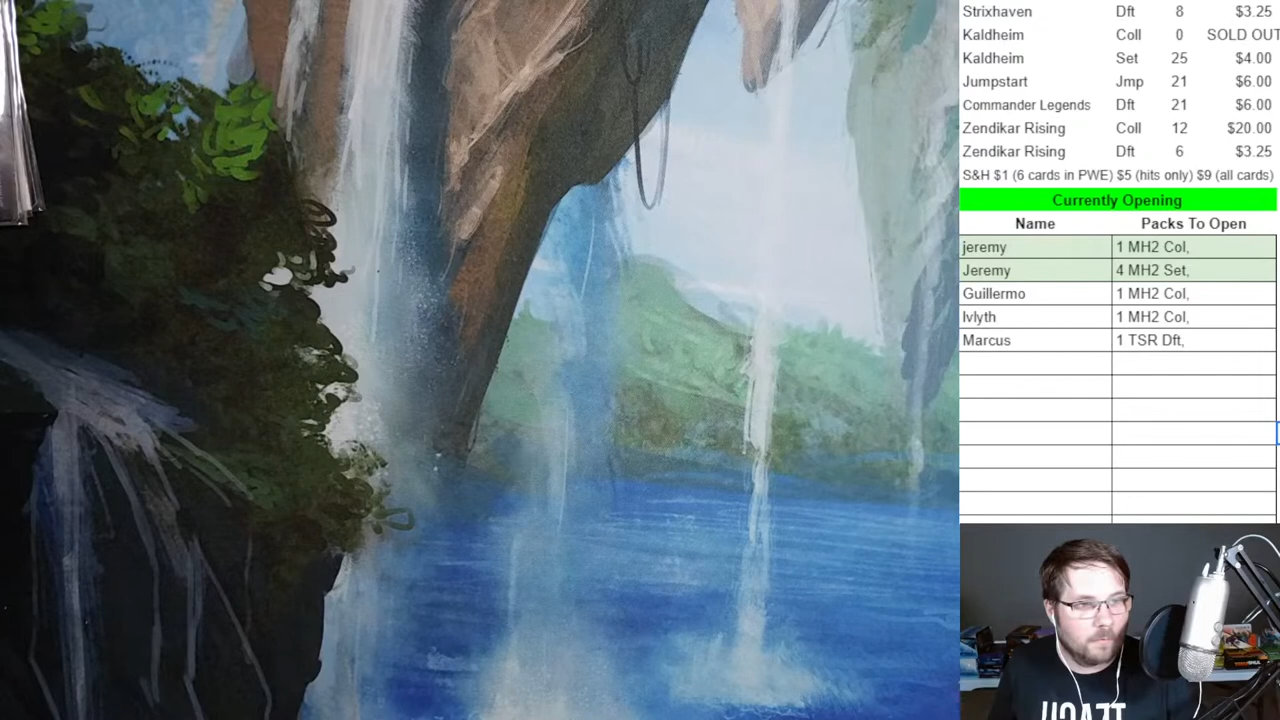 Strixhaven Dft 8 $3.25
Kaldheim Coll 0 SOLD OUT
Kaldheim Set 25 $4.00
Jumpstart Jmp 21 $6.00
Commander Legends Dft 21 $6.00
Zendikar Rising Coll 12 $20.00
Zendikar Rising Dft 6 $3.25
S&H $1 (6 cards in PWE) $5 (hits only) $9 (all cards)
Currently Opening
Name Packs To Open
jeremy 1 MH2 Col,
Jeremy 4 MH2 Set,
Guillermo 1 MH2 Col,
lvlyth 1 MH2 Col,
Marcus 1 TSR Dft,